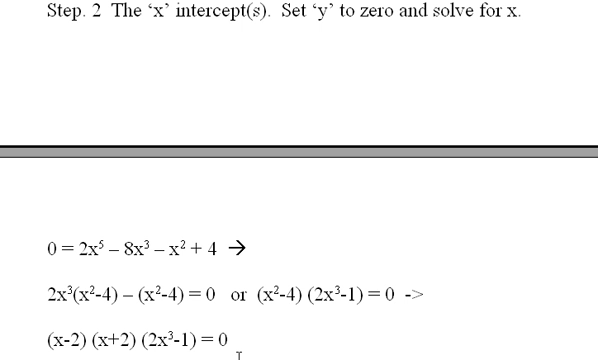 Step. 2 The ‘x’ intercept(s). Set ‘y’ to zero and solve for x.
0 = 2x⁵ – 8x³ – x² + 4 →
2x³(x²-4) – (x²-4) = 0 or (x²-4) (2x³-1) = 0 ->
(x-2) (x+2) (2x³-1) = 0